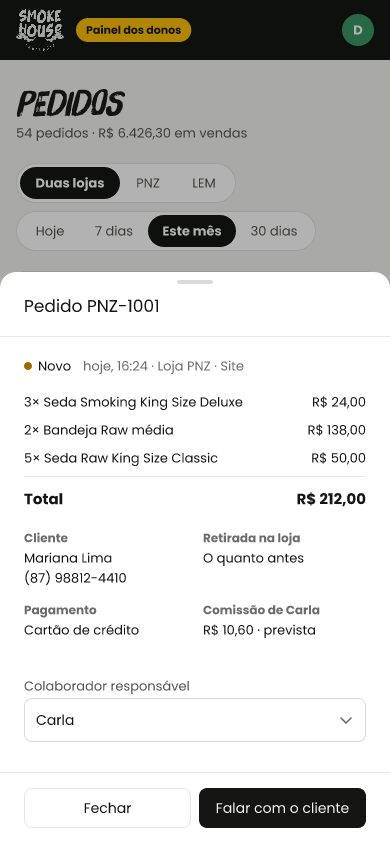 SMOKE
HOUSE
Painel dos donos
D
PEDIDOS
54 pedidos · R$ 6.426,30 em vendas
Duas lojas PNZ LEM
Hoje 7 dias Este mês 30 dias
Pedido PNZ-1001
Novo hoje, 16:24 · Loja PNZ · Site
3× Seda Smoking King Size Deluxe R$ 24,00
2× Bandeja Raw média R$ 138,00
5× Seda Raw King Size Classic R$ 50,00
Total R$ 212,00
Cliente Retirada na loja
Mariana Lima O quanto antes
(87) 98812-4410
Pagamento Comissão de Carla
Cartão de crédito R$ 10,60 · prevista
Colaborador responsável
Carla
Fechar Falar com o cliente